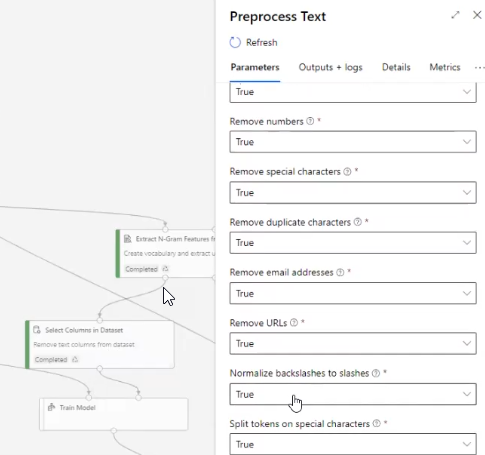 Preprocess Text
Refresh
Parameters Outputs + logs Details Metrics ...
True
Remove numbers *
True
Remove special characters *
True
Remove duplicate characters *
True
Extract N-Gram Features
Create vocabulary and extract
Completed
Remove email addresses *
True
Select Columns in Dataset
Remove text columns from dataset
Completed
Remove URLs *
True
Normalize backslashes to slashes *
True
Train Model
Split tokens on special characters *
True